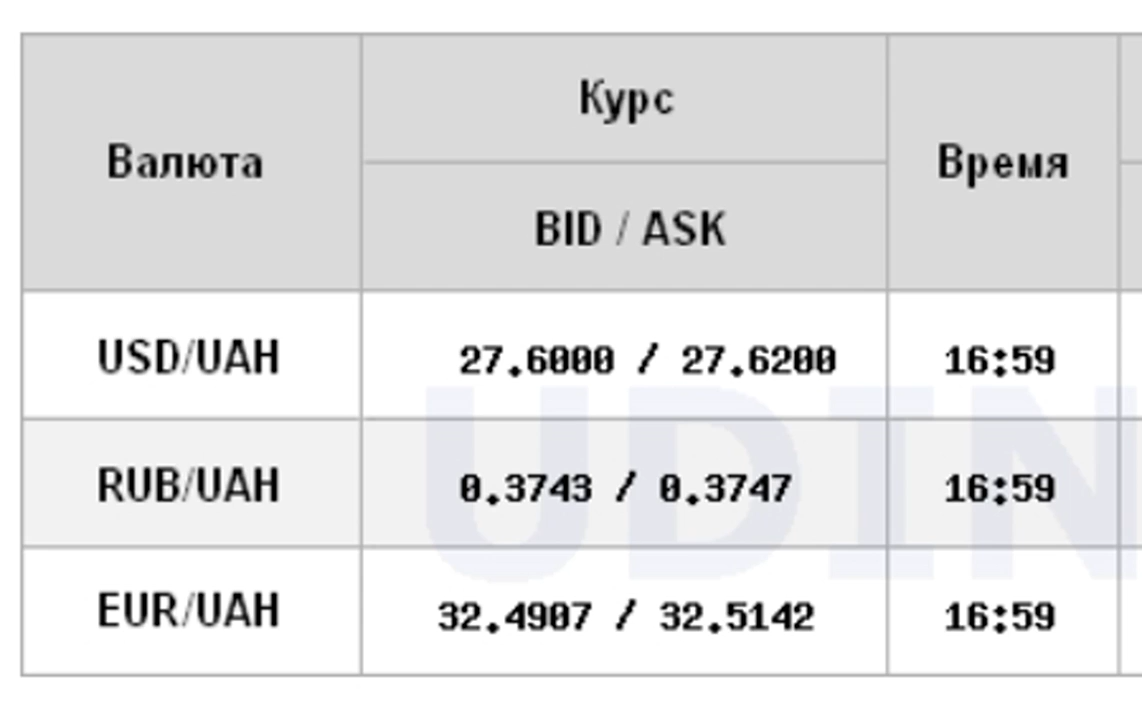 Валюта
Курс
BID / ASK
Время
USD/UAH 27.6000 / 27.6200 16:59
RUB/UAH 0.3743 / 0.3747 16:59
EUR/UAH 32.4907 / 32.5142 16:59
UDIN